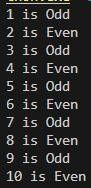 1 is Odd
2 is Even
3 is Odd
4 is Even
5 is Odd
6 is Even
7 is Odd
8 is Even
9 is Odd
10 is Even